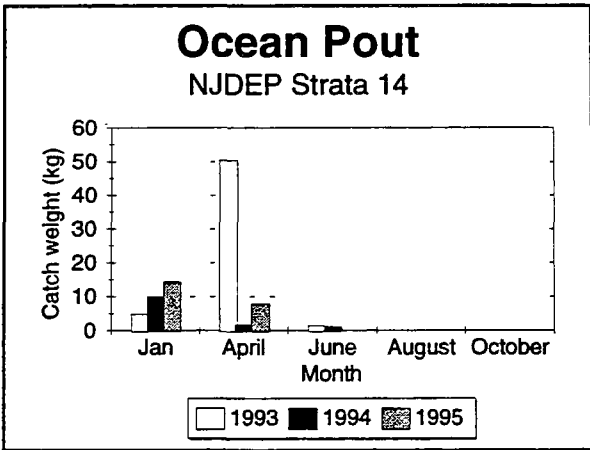 Ocean Pout
NJDEP Strata 14
Catch weight (kg)
60
50
40
30
20
10
0
Jan April June August October
Month
1993 1994 1995